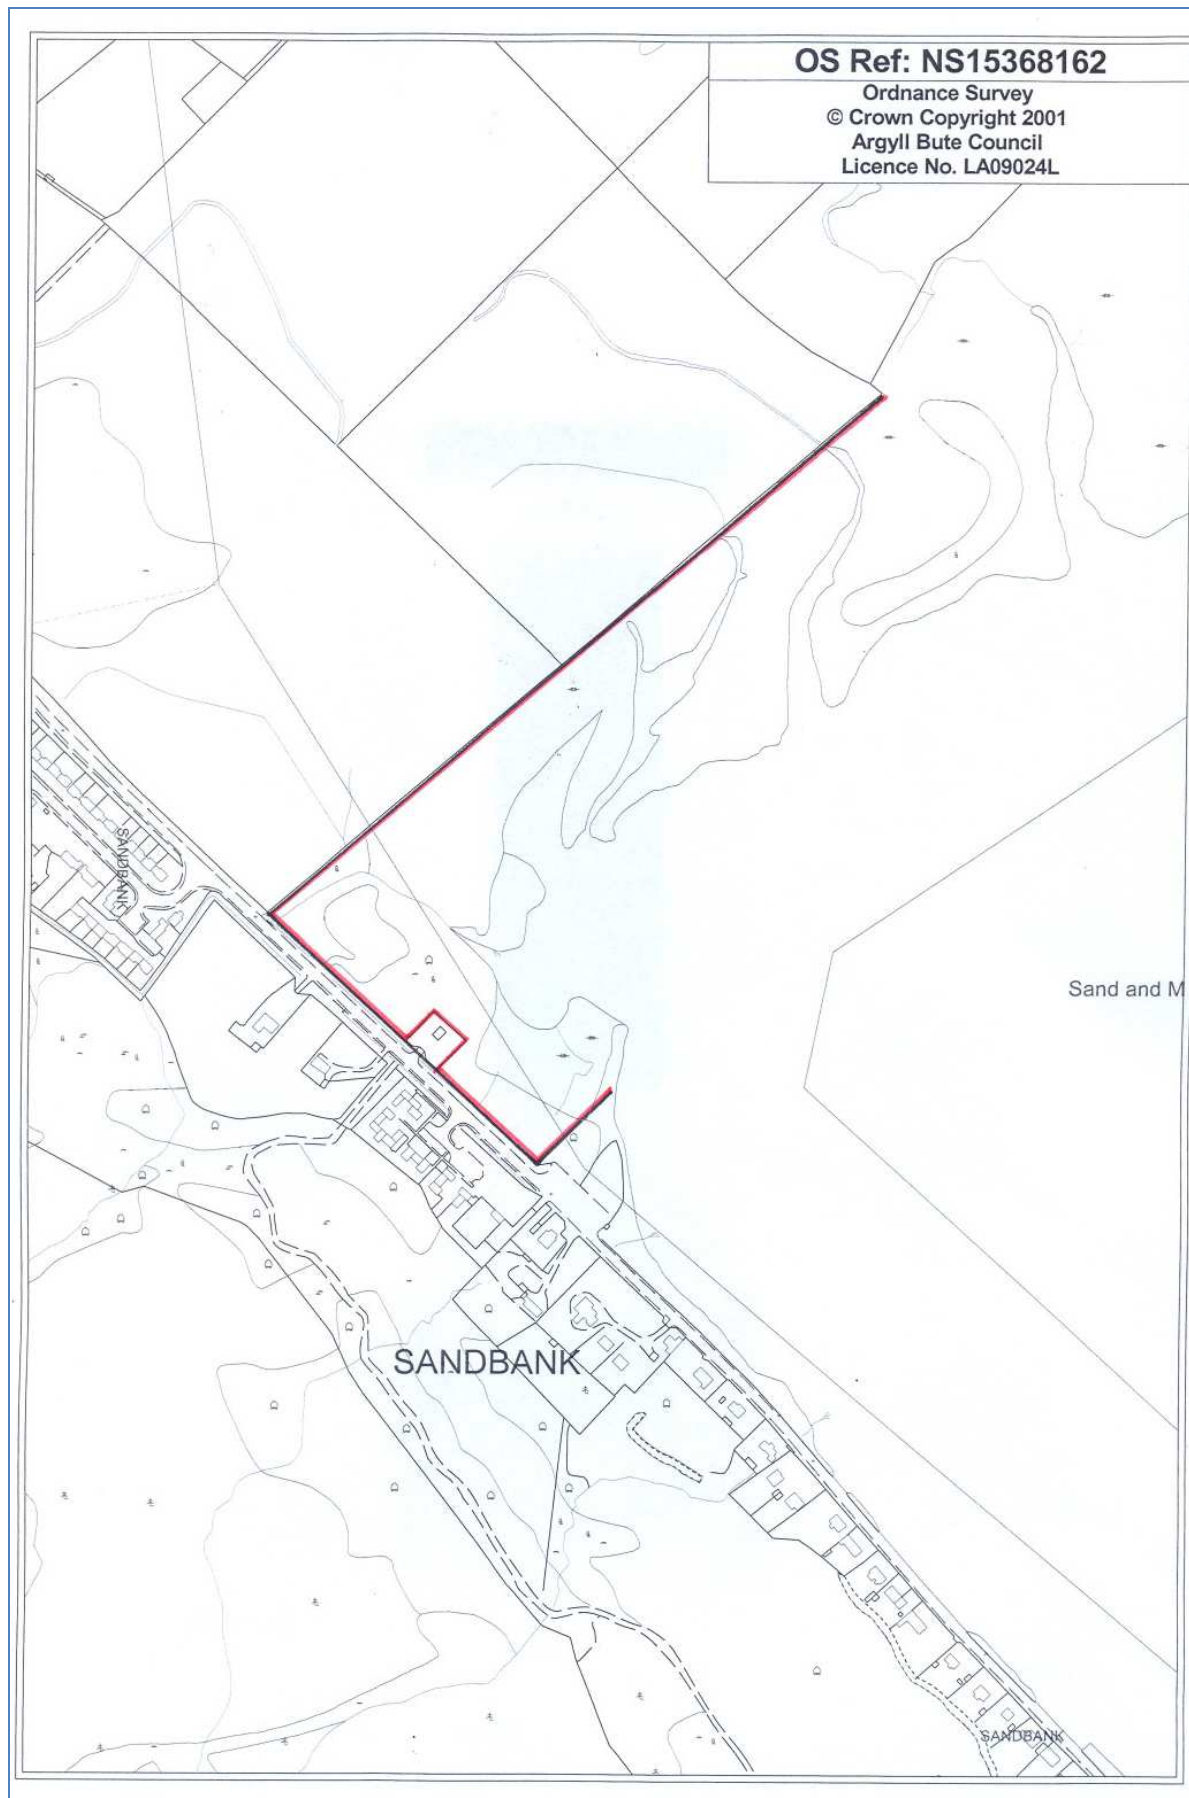 OS Ref: NS15368162
Ordnance Survey
© Crown Copyright 2001
Argyll Bute Council
Licence No. LA09024L
SANDBANK
Sand and M
SANDBANK
SANDBANK